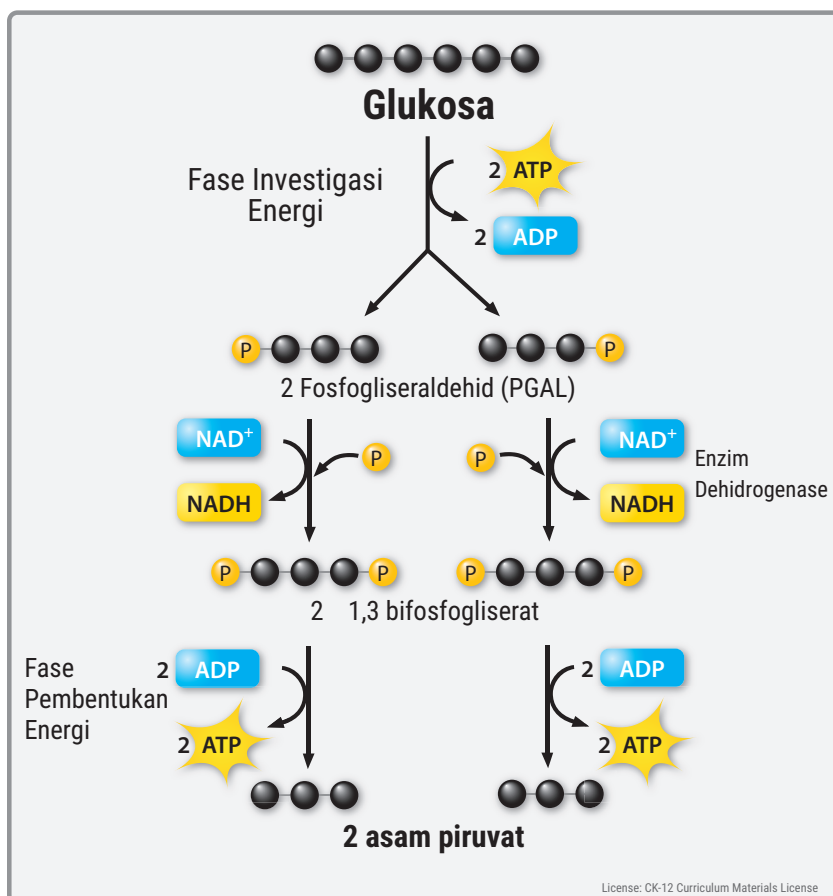 Glukosa
Fase Investigasi
Energi
2 ATP
2 ADP
P
P
2 Fosfogliseraldehid (PGAL)
NAD+
P
NADH
P
NAD+
NADH
Enzim
Dehidrogenase
P
P
P
P
2 1,3 bifosfogliserat
Fase
Pembentukan
Energi
2 ADP
2 ATP
2 ADP
2 ATP
2 asam piruvat
License: CK-12 Curriculum Materials License